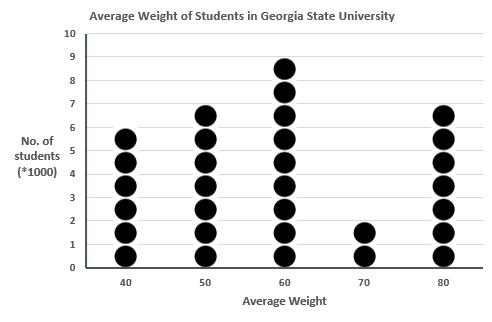 Average Weight of Students in Georgia State University
10
9
8
7
6
5
4
3
2
1
0
No. of
students
(*1000)
40 50 60 70 80
Average Weight